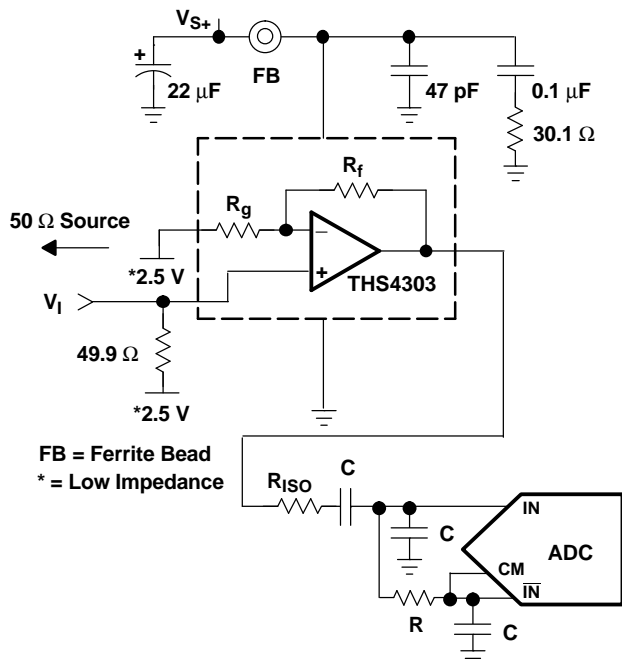 VS+
+
FB
22 μF
47 pF
0.1 μF
30.1 Ω
Rf
Rg
50 Ω Source
−
+
*2.5 V
THS4303
VI
49.9 Ω
*2.5 V
FB = Ferrite Bead
* = Low Impedance
RISO
C
IN
C
ADC
CM
IN
R
C